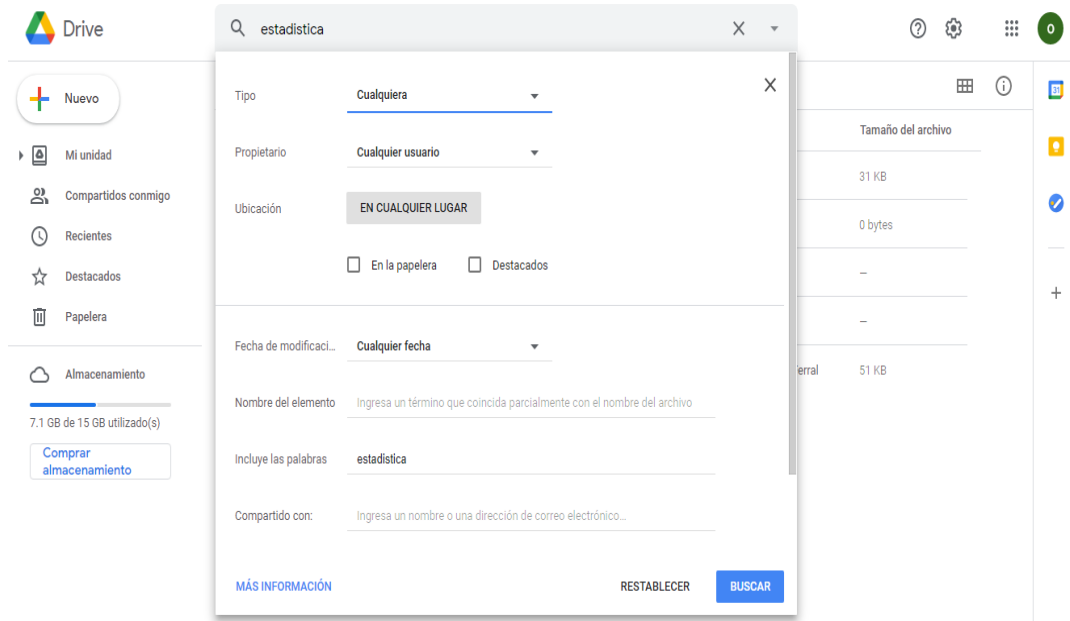 Drive
estadistica
O
Nuevo
Mi unidad
Compartidos conmigo
Recientes
Destacados
Papelera
Almacenamiento
7.1 GB de 15 GB utilizado(s)
Comprar
almacenamiento
Tipo
Cualquiera
Propietario
Cualquier usuario
Ubicación
EN CUALQUIER LUGAR
En la papelera
Destacados
Fecha de modificaci...
Cualquier fecha
Nombre del elemento
Ingresa un término que coincida parcialmente con el nombre del archivo
Incluye las palabras
estadistica
Compartido con:
Ingresa un nombre o una dirección de correo electrónico...
MÁS INFORMACIÓN
RESTABLECER
BUSCAR
Tamaño del archivo
31 KB
0 bytes
—
—
51 KB
31